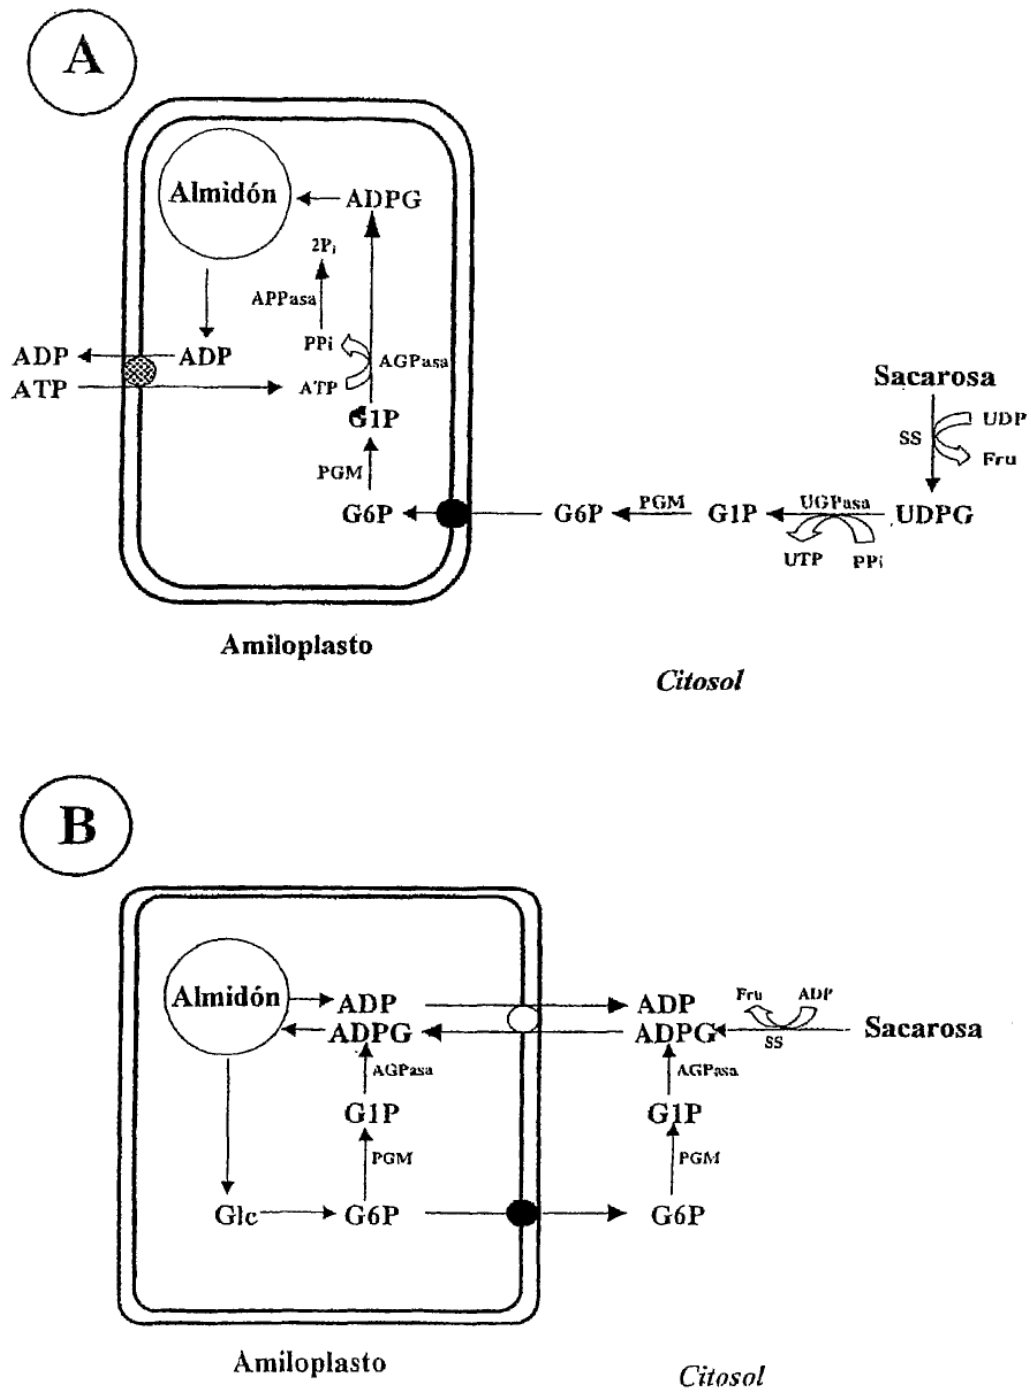 A
Almidón
ADPG
2Pi
APPasa
PPi
AGPasa
ADP
ADP
ATP
ATP
G1P
PGM
G6P
G6P
PGM
G1P
UGPasa
UTP
PPi
UDPG
Sacarosa
SS
UDP
Fru
Amiloplasto
Citosol
B
Almidón
ADP
ADP
Fru
ADP
ADPG
ADPG
SS
Sacarosa
AGPasa
AGPasa
G1P
G1P
PGM
PGM
Glc
G6P
G6P
Amiloplasto
Citosol